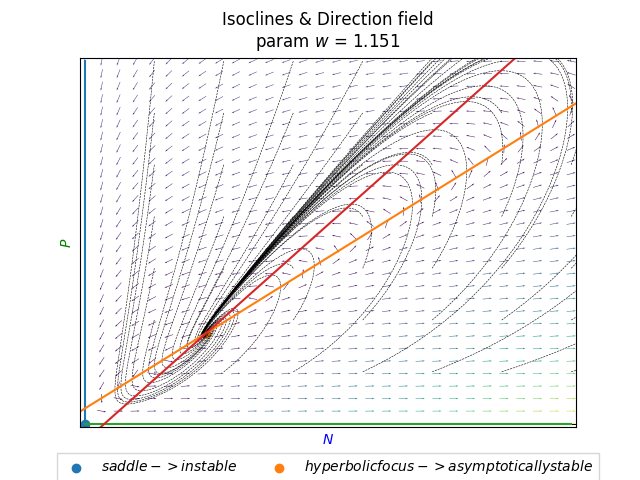 Isoclines & Direction field
param w = 1.151
P
N
saddle−>instable
hyperbolicfocus−>asymptoticallystable